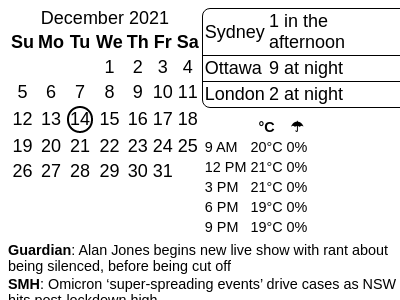 December 2021
Su Mo Tu We Th Fr Sa
1 2 3 4
5 6 7 8 9 10 11
12 13 14 15 16 17 18
19 20 21 22 23 24 25
26 27 28 29 30 31
Sydney 1 in the
afternoon
Ottawa 9 at night
London 2 at night
°C ☂
9 AM 20°C 0%
12 PM 21°C 0%
3 PM 21°C 0%
6 PM 19°C 0%
9 PM 19°C 0%
Guardian: Alan Jones begins new live show with rant about
being silenced, before being cut off
SMH: Omicron ‘super-spreading events’ drive cases as NSW
hits post-lockdown high